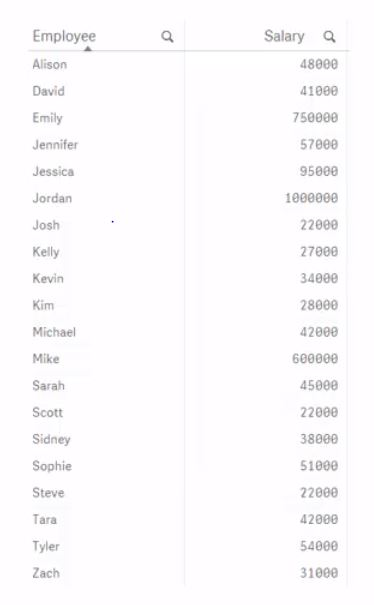 Employee Salary
Alison 48000
David 41000
Emily 750000
Jennifer 57000
Jessica 95000
Jordan 1000000
Josh 22000
Kelly 27000
Kevin 34000
Kim 28000
Michael 42000
Mike 600000
Sarah 45000
Scott 22000
Sidney 38000
Sophie 51000
Steve 22000
Tara 42000
Tyler 54000
Zach 31000